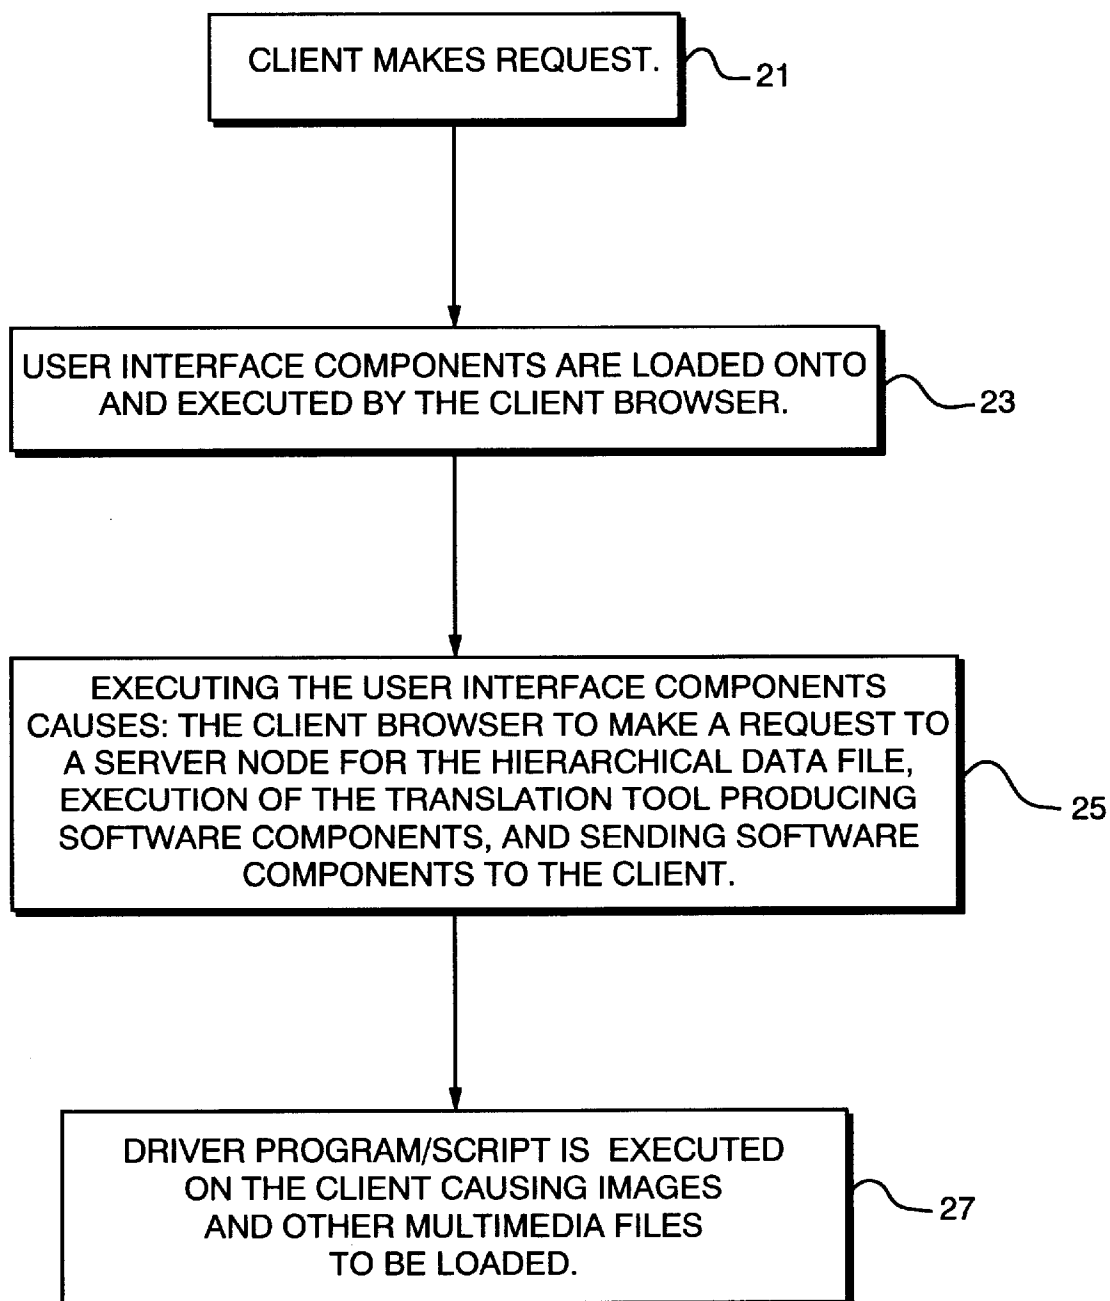 CLIENT MAKES REQUEST.
21
USER INTERFACE COMPONENTS ARE LOADED ONTO
AND EXECUTED BY THE CLIENT BROWSER.
23
EXECUTING THE USER INTERFACE COMPONENTS
CAUSES: THE CLIENT BROWSER TO MAKE A REQUEST TO
A SERVER NODE FOR THE HIERARCHICAL DATA FILE,
EXECUTION OF THE TRANSLATION TOOL PRODUCING
SOFTWARE COMPONENTS, AND SENDING SOFTWARE
COMPONENTS TO THE CLIENT.
25
DRIVER PROGRAM/SCRIPT IS EXECUTED
ON THE CLIENT CAUSING IMAGES
AND OTHER MULTIMEDIA FILES
TO BE LOADED.
27